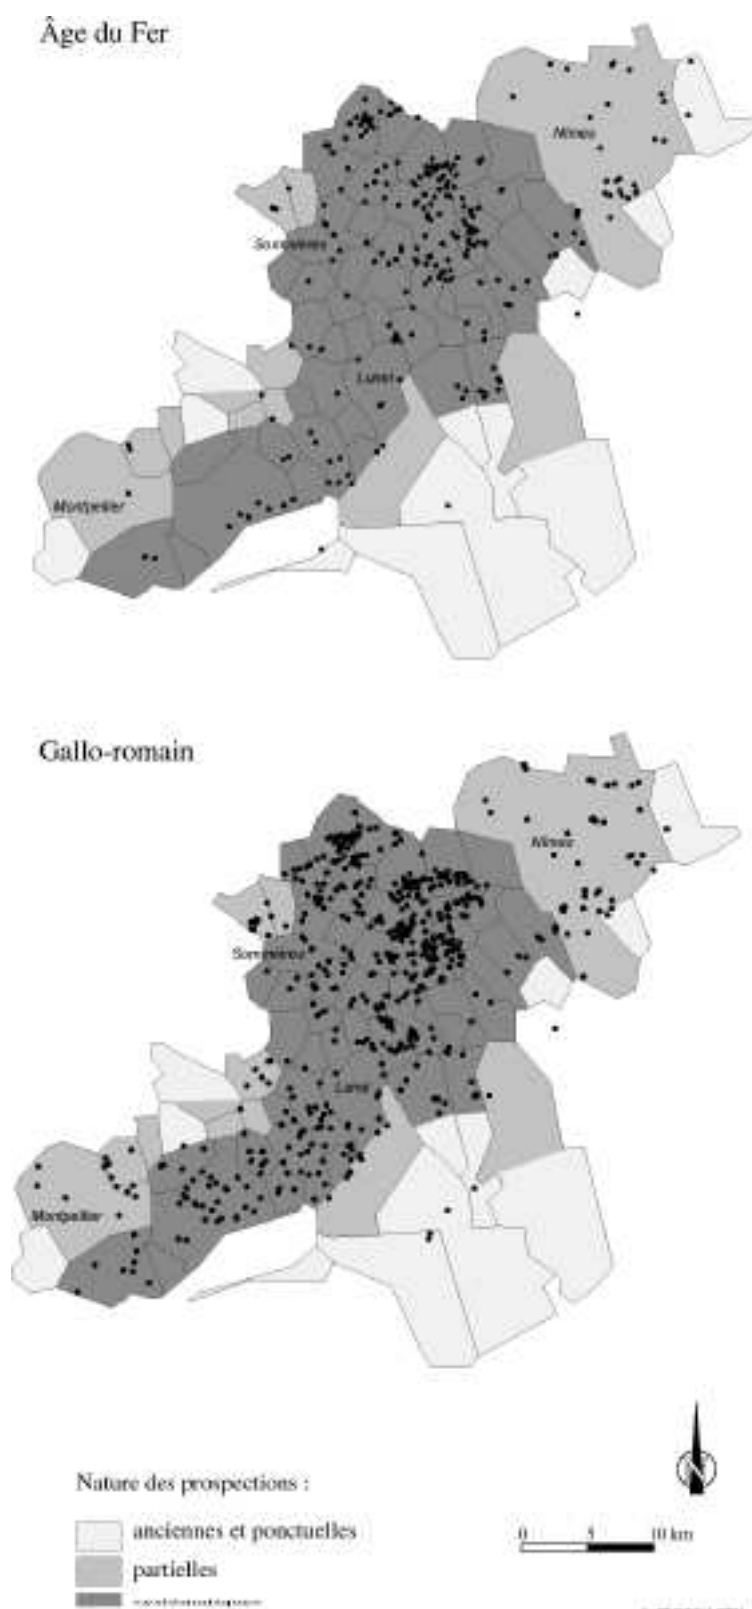 Âge du Fer
Nîmes
Sommières
Lunel
Montpellier
Gallo-romain
Nîmes
Sommières
Lunel
Montpellier
Nature des prospections :
anciennes et ponctuelles
partielles
0 5 10 km
N